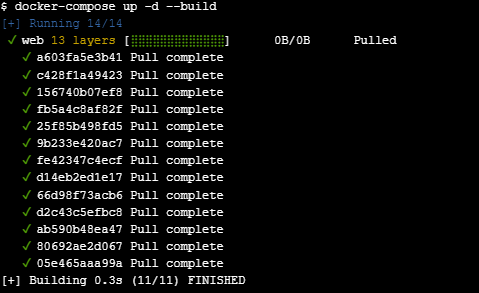 $ docker-compose up -d --build
[+] Running 14/14
✓ web 13 layers [⣿⣿⣿⣿⣿⣿⣿⣿⣿⣿⣿⣿⣿] 0B/0B Pulled
✓ a603fa5e3b41 Pull complete
✓ c428f1a49423 Pull complete
✓ 156740b07ef8 Pull complete
✓ fb5a4c8af82f Pull complete
✓ 25f85b498fd5 Pull complete
✓ 9b233e420ac7 Pull complete
✓ fe42347c4ecf Pull complete
✓ d14eb2ed1e17 Pull complete
✓ 66d98f73acb6 Pull complete
✓ d2c43c5efbc8 Pull complete
✓ ab590b48ea47 Pull complete
✓ 80692ae2d067 Pull complete
✓ 05e465aaa99a Pull complete
[+] Building 0.3s (11/11) FINISHED